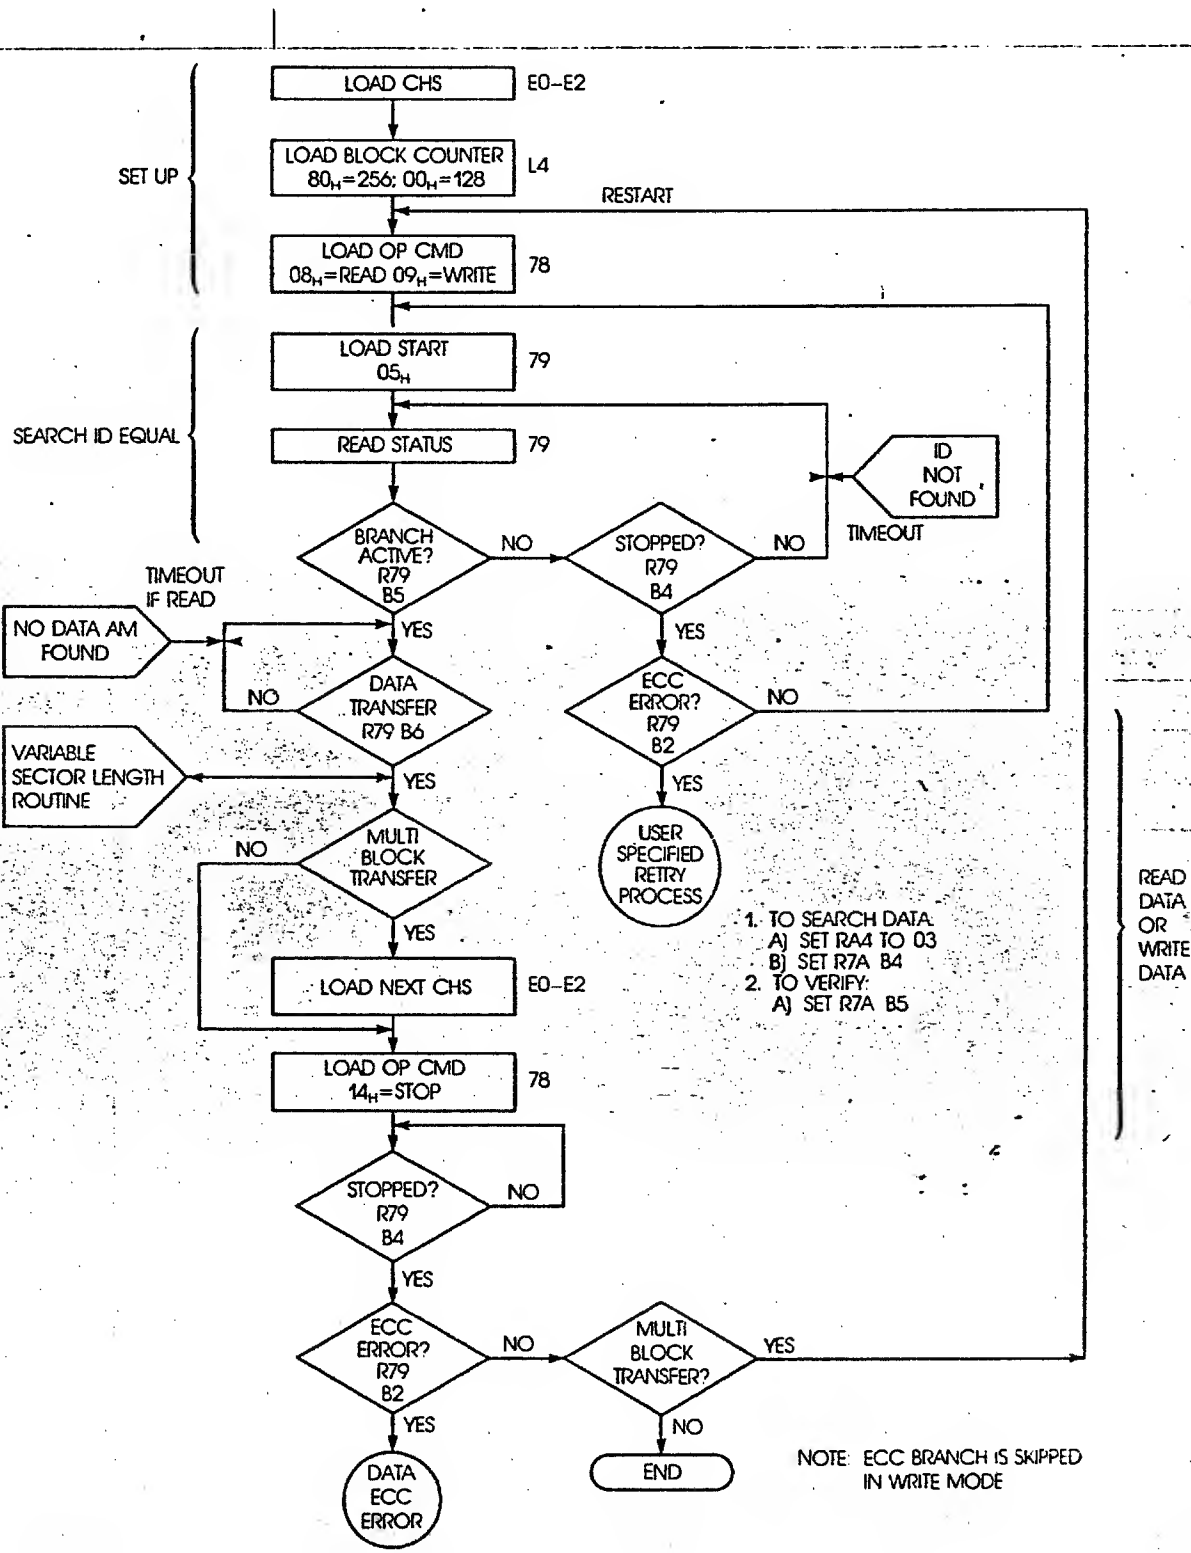 LOAD CHS
E0-E2
LOAD BLOCK COUNTER
80H=256; 00H=128
L4
SET UP
RESTART
LOAD OP CMD
08H=READ 09H=WRITE
78
LOAD START
05H
79
SEARCH ID EQUAL
READ STATUS
79
ID
NOT
FOUND
TIMEOUT
BRANCH
ACTIVE?
R79
B5
NO
STOPPED?
R79
B4
NO
TIMEOUT
IF READ
NO DATA AM
FOUND
YES
YES
DATA
TRANSFER
R79 B6
NO
ECC
ERROR?
R79
B2
NO
VARIABLE
SECTOR LENGTH
ROUTINE
YES
YES
MULTI
BLOCK
TRANSFER
NO
USER
SPECIFIED
RETRY
PROCESS
YES
READ
DATA
OR
WRITE
DATA
1. TO SEARCH DATA:
A) SET RA4 TO 03
B) SET R7A B4
2. TO VERIFY:
A) SET R7A B5
LOAD NEXT CHS
E0-E2
LOAD OP CMD
14H=STOP
78
STOPPED?
R79
B4
NO
YES
ECC
ERROR?
R79
B2
NO
MULTI
BLOCK
TRANSFER?
YES
YES
NO
DATA
ECC
ERROR
END
NOTE: ECC BRANCH IS SKIPPED
IN WRITE MODE